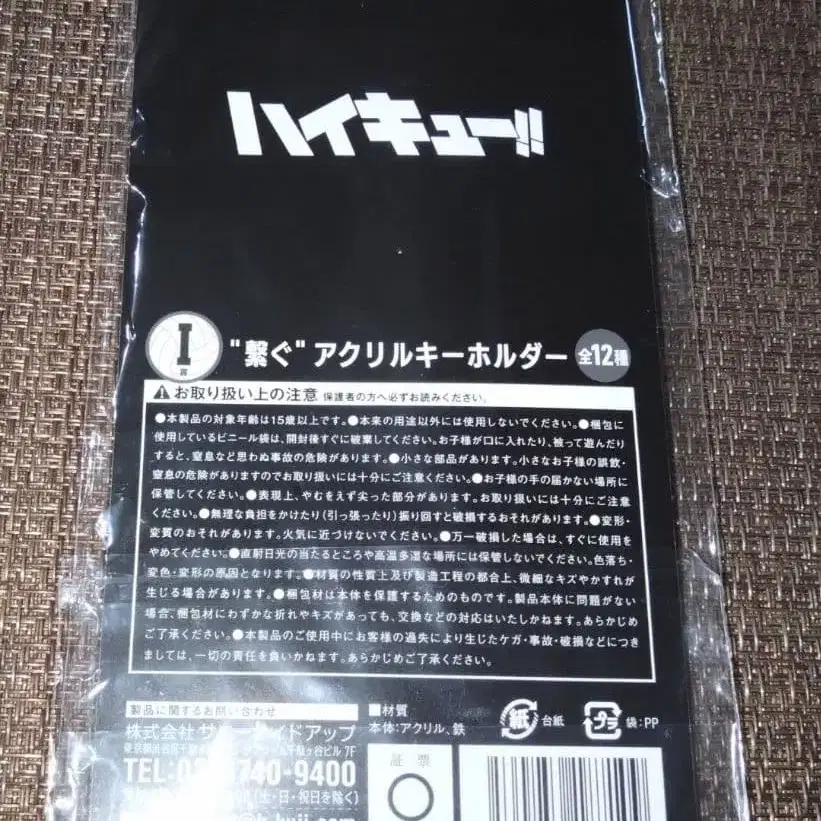 ハイキュー!!
I賞 "繋ぐ" アクリルキーホルダー 全12種
お取り扱い上の注意 保護者の方へ必ずお読みください。
●本製品の対象年齢は15歳以上です。●本来の用途以外には使用しないでください。●梱包に
使用しているビニール袋は、開封後すぐに破棄してください。お子様が口に入れたり、被って遊んだり
すると、窒息など思わぬ事故の危険があります。●小さな部品があります。小さなお子様の誤飲・
窒息の危険がありますのでお取り扱いには十分にご注意ください。●お子様の手の届かない場所に
保管してください。●表現上、やむをえず尖った部分があります。お取り扱いには十分にご注意
ください。●無理な負担をかけたり(引っ張ったり)振り回すと破損するおそれがあります。●変形・
変質のおそれがあります。火気に近づけないでください。●万一破損した場合は、すぐに使用を
やめてください。●直射日光の当たるところや高温多湿な場所には保管しないでください。色落ち・
変色・変形の原因となります。●材質の性質上及び製造工程の都合上、微細なキズやかすれが
生じる場合があります。●梱包材は本体を保護するためのものです。製品本体に問題がない
場合、梱包材にわずかな折れやキズがあっても、交換などの対応はいたしかねます。あらかじめ
ご了承ください。●本製品のご使用中にお客様の過失により生じたケガ・事故・破損などにつき
ましては、一切の責任を負いかねます。あらかじめご了承ください。
製品に関するお問い合わせ
株式会社 サ イドアップ
東京都渋谷区千駄ヶ谷ビル 7F
TEL:0 740-9400
(土・日・祝日を除く)
kuji.com
■材質
本体:アクリル、鉄
紙 台紙
プラ 袋:PP
証票